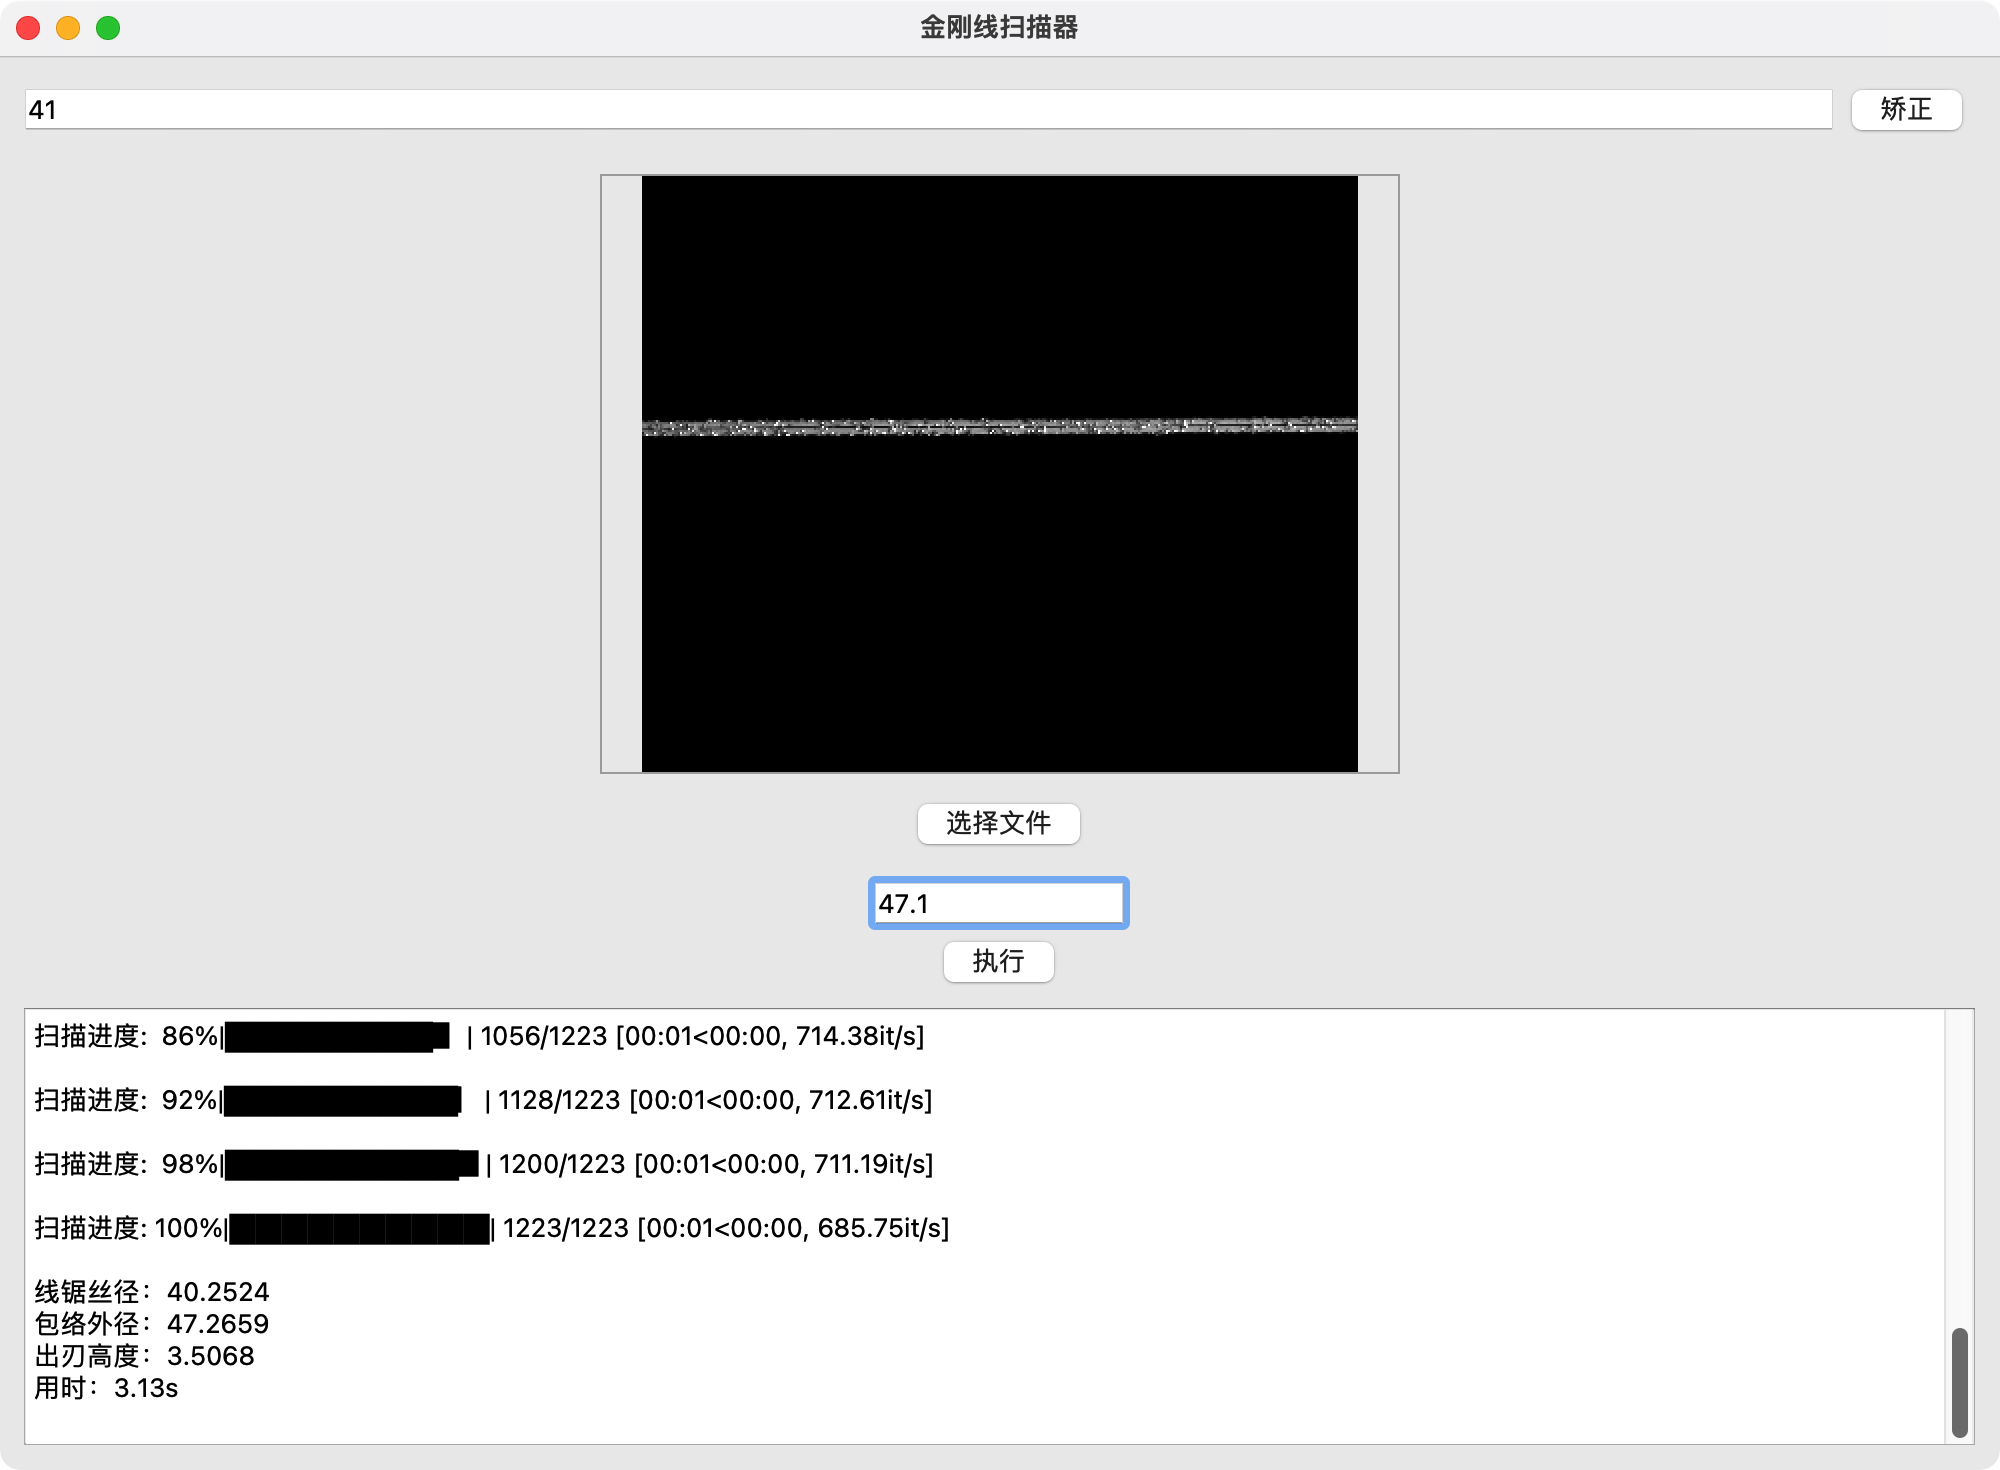 金刚线扫描器
41
矫正
选择文件
47.1
执行
扫描进度: 86%|████████▋ | 1056/1223 [00:01<00:00, 714.38it/s]
扫描进度: 92%|█████████▏ | 1128/1223 [00:01<00:00, 712.61it/s]
扫描进度: 98%|█████████▊| 1200/1223 [00:01<00:00, 711.19it/s]
扫描进度: 100%|██████████| 1223/1223 [00:01<00:00, 685.75it/s]
线锯丝径：40.2524
包络外径：47.2659
出刃高度：3.5068
用时：3.13s